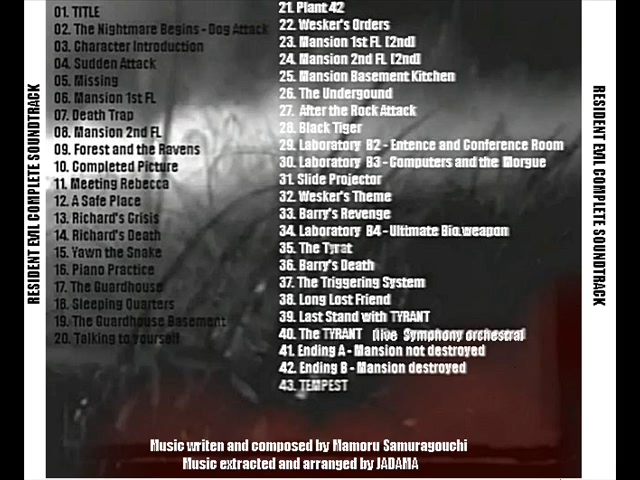 RESIDENT EVIL COMPLETE SOUNDTRACK
01. TITLE
02. The Nightmare Begins - Dog Attack
03. Character Introduction
04. Sudden Attack
05. Missing
06. Mansion 1st FL
07. Death Trap
08. Mansion 2nd FL
09. Forest and the Ravens
10. Completed Picture
11. Meeting Rebecca
12. A Safe Place
13. Richard's Crisis
14. Richard's Death
15. Yawn the Snake
16. Piano Practice
17. The Guardhouse
18. Sleeping Quarters
19. The Guardhouse Basement
20. Talking to yourself
21. Plant 42
22. Wesker's Orders
23. Mansion 1st FL [2nd]
24. Mansion 2nd FL [2nd]
25. Mansion Basement Kitchen
26. The Undergound
27. After the Rock Attack
28. Black Tiger
29. Laboratory B2 - Entence and Conference Room
30. Laboratory B3 - Computers and the Morgue
31. Slide Projector
32. Wesker's Theme
33. Barry's Revenge
34. Laboratory B4 - Ultimate Bio.weapon
35. The Tyrat
36. Barry's Death
37. The Triggering System
38. Long Lost Friend
39. Last Stand with TYRANT
40. The TYRANT (live Symphony orchestra)
41. Ending A - Mansion not destroyed
42. Ending B - Mansion destroyed
43. TEMPEST
Music writen and composed by Mamoru Samuragouchi
Music extracted and arranged by JADAMA
RESIDENT EVIL COMPLETE SOUNDTRACK